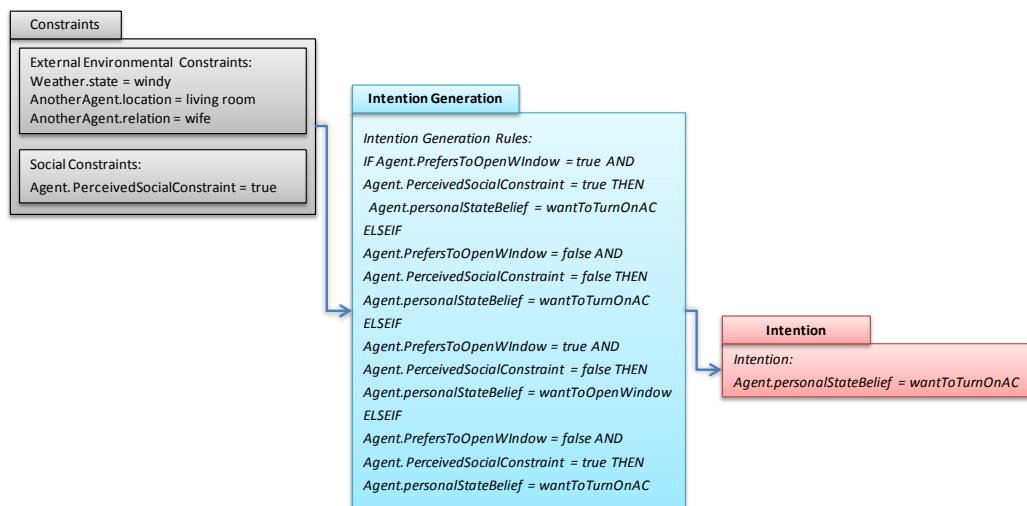 Constraints
External Environmental Constraints:
Weather.state = windy
AnotherAgent.location = living room
AnotherAgent.relation = wife
Social Constraints:
Agent. PerceivedSocialConstraint = true
Intention Generation
Intention Generation Rules:
IF Agent.PrefersToOpenWIndow = true AND
Agent. PerceivedSocialConstraint = true THEN
Agent.personalStateBelief = wantToTurnOnAC
ELSEIF
Agent.PrefersToOpenWIndow = false AND
Agent. PerceivedSocialConstraint = false THEN
Agent.personalStateBelief = wantToTurnOnAC
ELSEIF
Agent.PrefersToOpenWIndow = true AND
Agent. PerceivedSocialConstraint = false THEN
Agent.personalStateBelief = wantToOpenWindow
ELSEIF
Agent.PrefersToOpenWIndow = false AND
Agent. PerceivedSocialConstraint = true THEN
Agent.personalStateBelief = wantToTurnOnAC
Intention
Intention:
Agent.personalStateBelief = wantToTurnOnAC